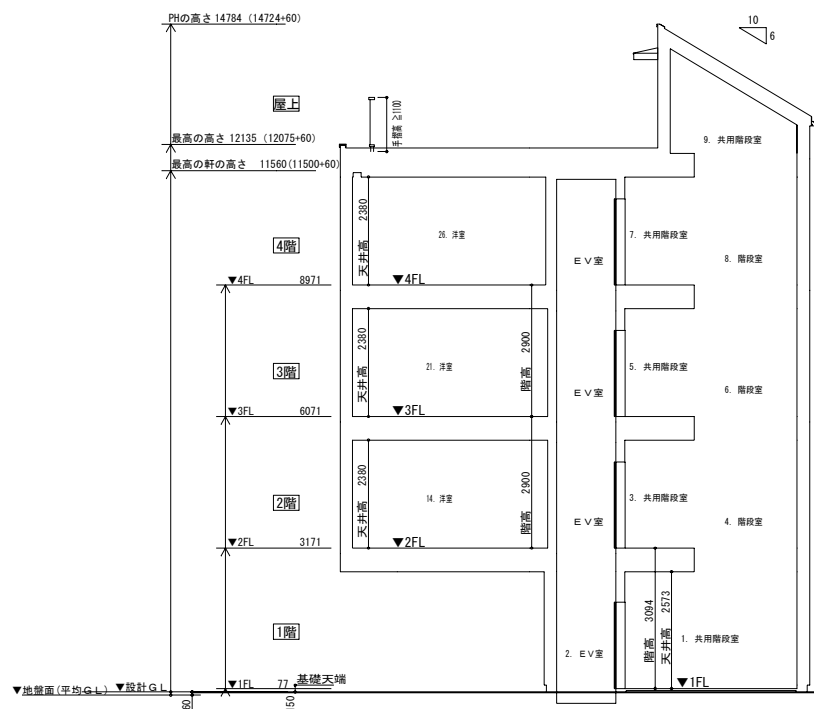 PHの高さ 14784 (14724+60)
10
6
屋上
手摺高 ≧1100
最高の高さ 12135 (12075+60)
9. 共用階段室
最高の軒の高さ 11560(11500+60)
天井高 2380
26. 洋室
7. 共用階段室
4階
EV室
8. 階段室
▼4FL 8971
▼4FL
天井高 2380
階高 2900
3階
21. 洋室
5. 共用階段室
EV室
6. 階段室
▼3FL 6071
▼3FL
天井高 2380
階高 2900
2階
14. 洋室
3. 共用階段室
EV室
4. 階段室
▼2FL 3171
▼2FL
階高 3094
天井高 2573
1階
1. 共用階段室
2. EV室
基礎天端
▼1FL 77
▼1FL
▼地盤面(平均GL)
▼設計GL
60
50